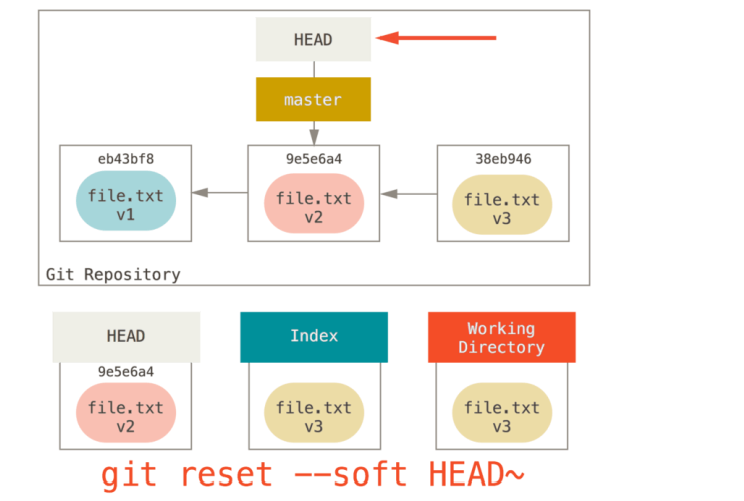 HEAD
master
eb43bf8
file.txt
v1
9e5e6a4
file.txt
v2
38eb946
file.txt
v3
Git Repository
HEAD
9e5e6a4
file.txt
v2
Index
file.txt
v3
Working
Directory
file.txt
v3
git reset --soft HEAD~